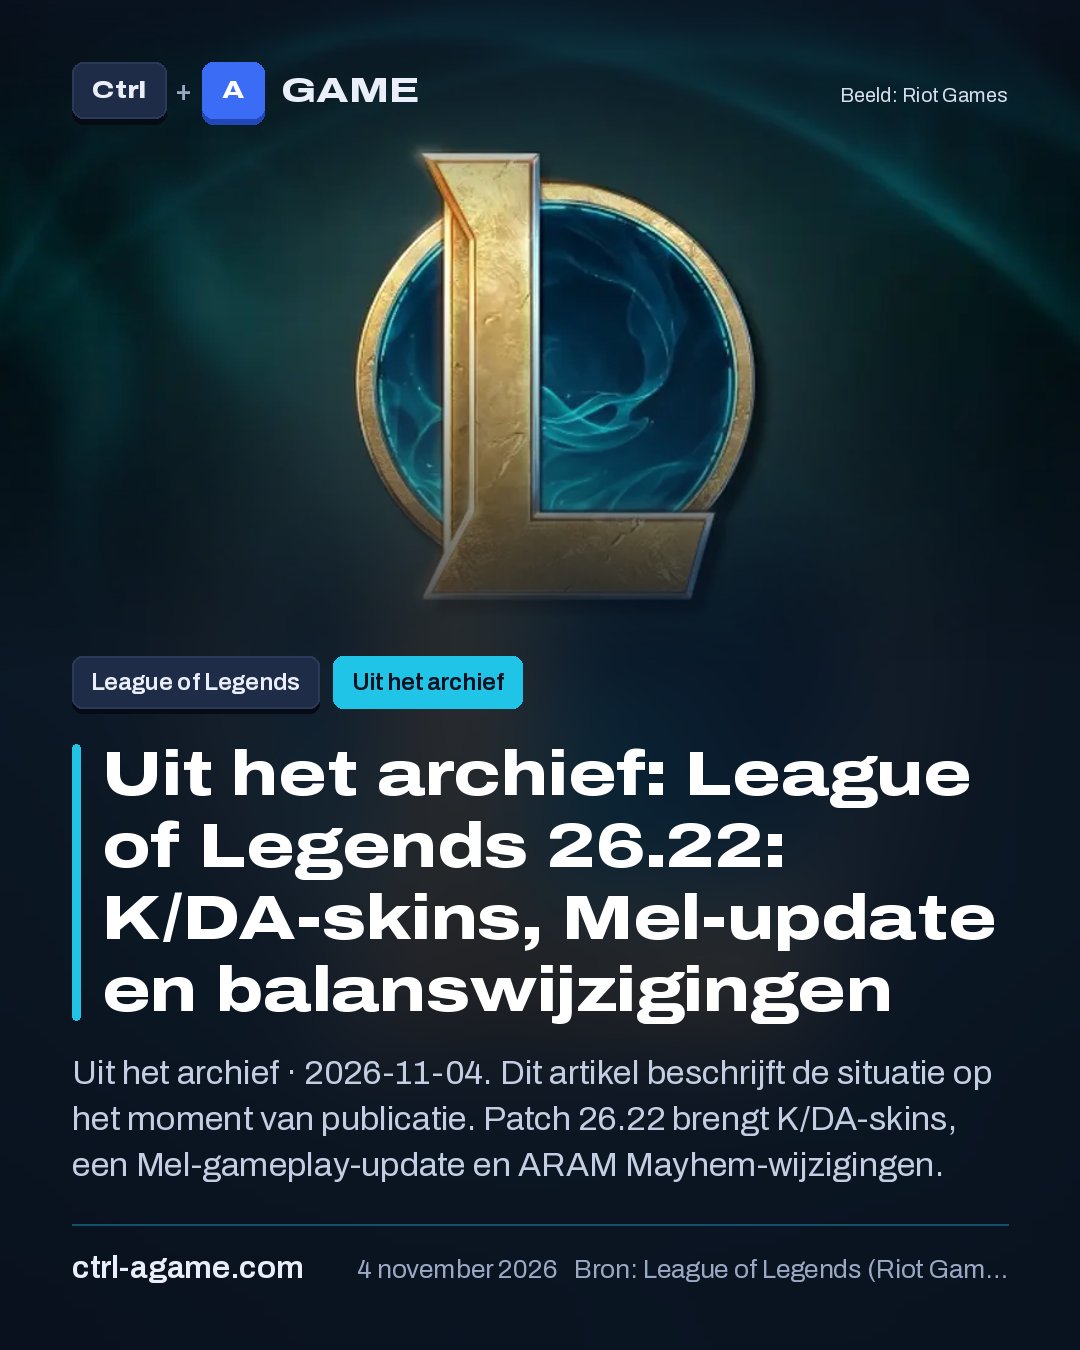 Ctrl + A GAME
Beeld: Riot Games
League of Legends
Uit het archief
Uit het archief: League
of Legends 26.22:
K/DA-skins, Mel-update
en balanswijzigingen
Uit het archief · 2026-11-04. Dit artikel beschrijft de situatie op
het moment van publicatie. Patch 26.22 brengt K/DA-skins,
een Mel-gameplay-update en ARAM Mayhem-wijzigingen.
ctrl-agame.com
4 november 2026 Bron: League of Legends (Riot Gam...